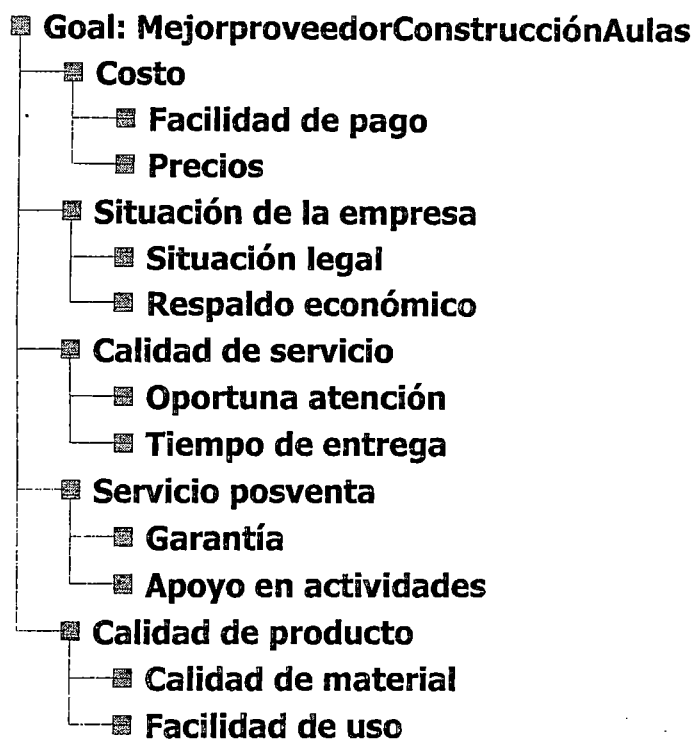 Goal: MejorproveedorConstrucciónAulas
Costo
Facilidad de pago
Precios
Situación de la empresa
Situación legal
Respaldo económico
Calidad de servicio
Oportuna atención
Tiempo de entrega
Servicio posventa
Garantía
Apoyo en actividades
Calidad de producto
Calidad de material
Facilidad de uso